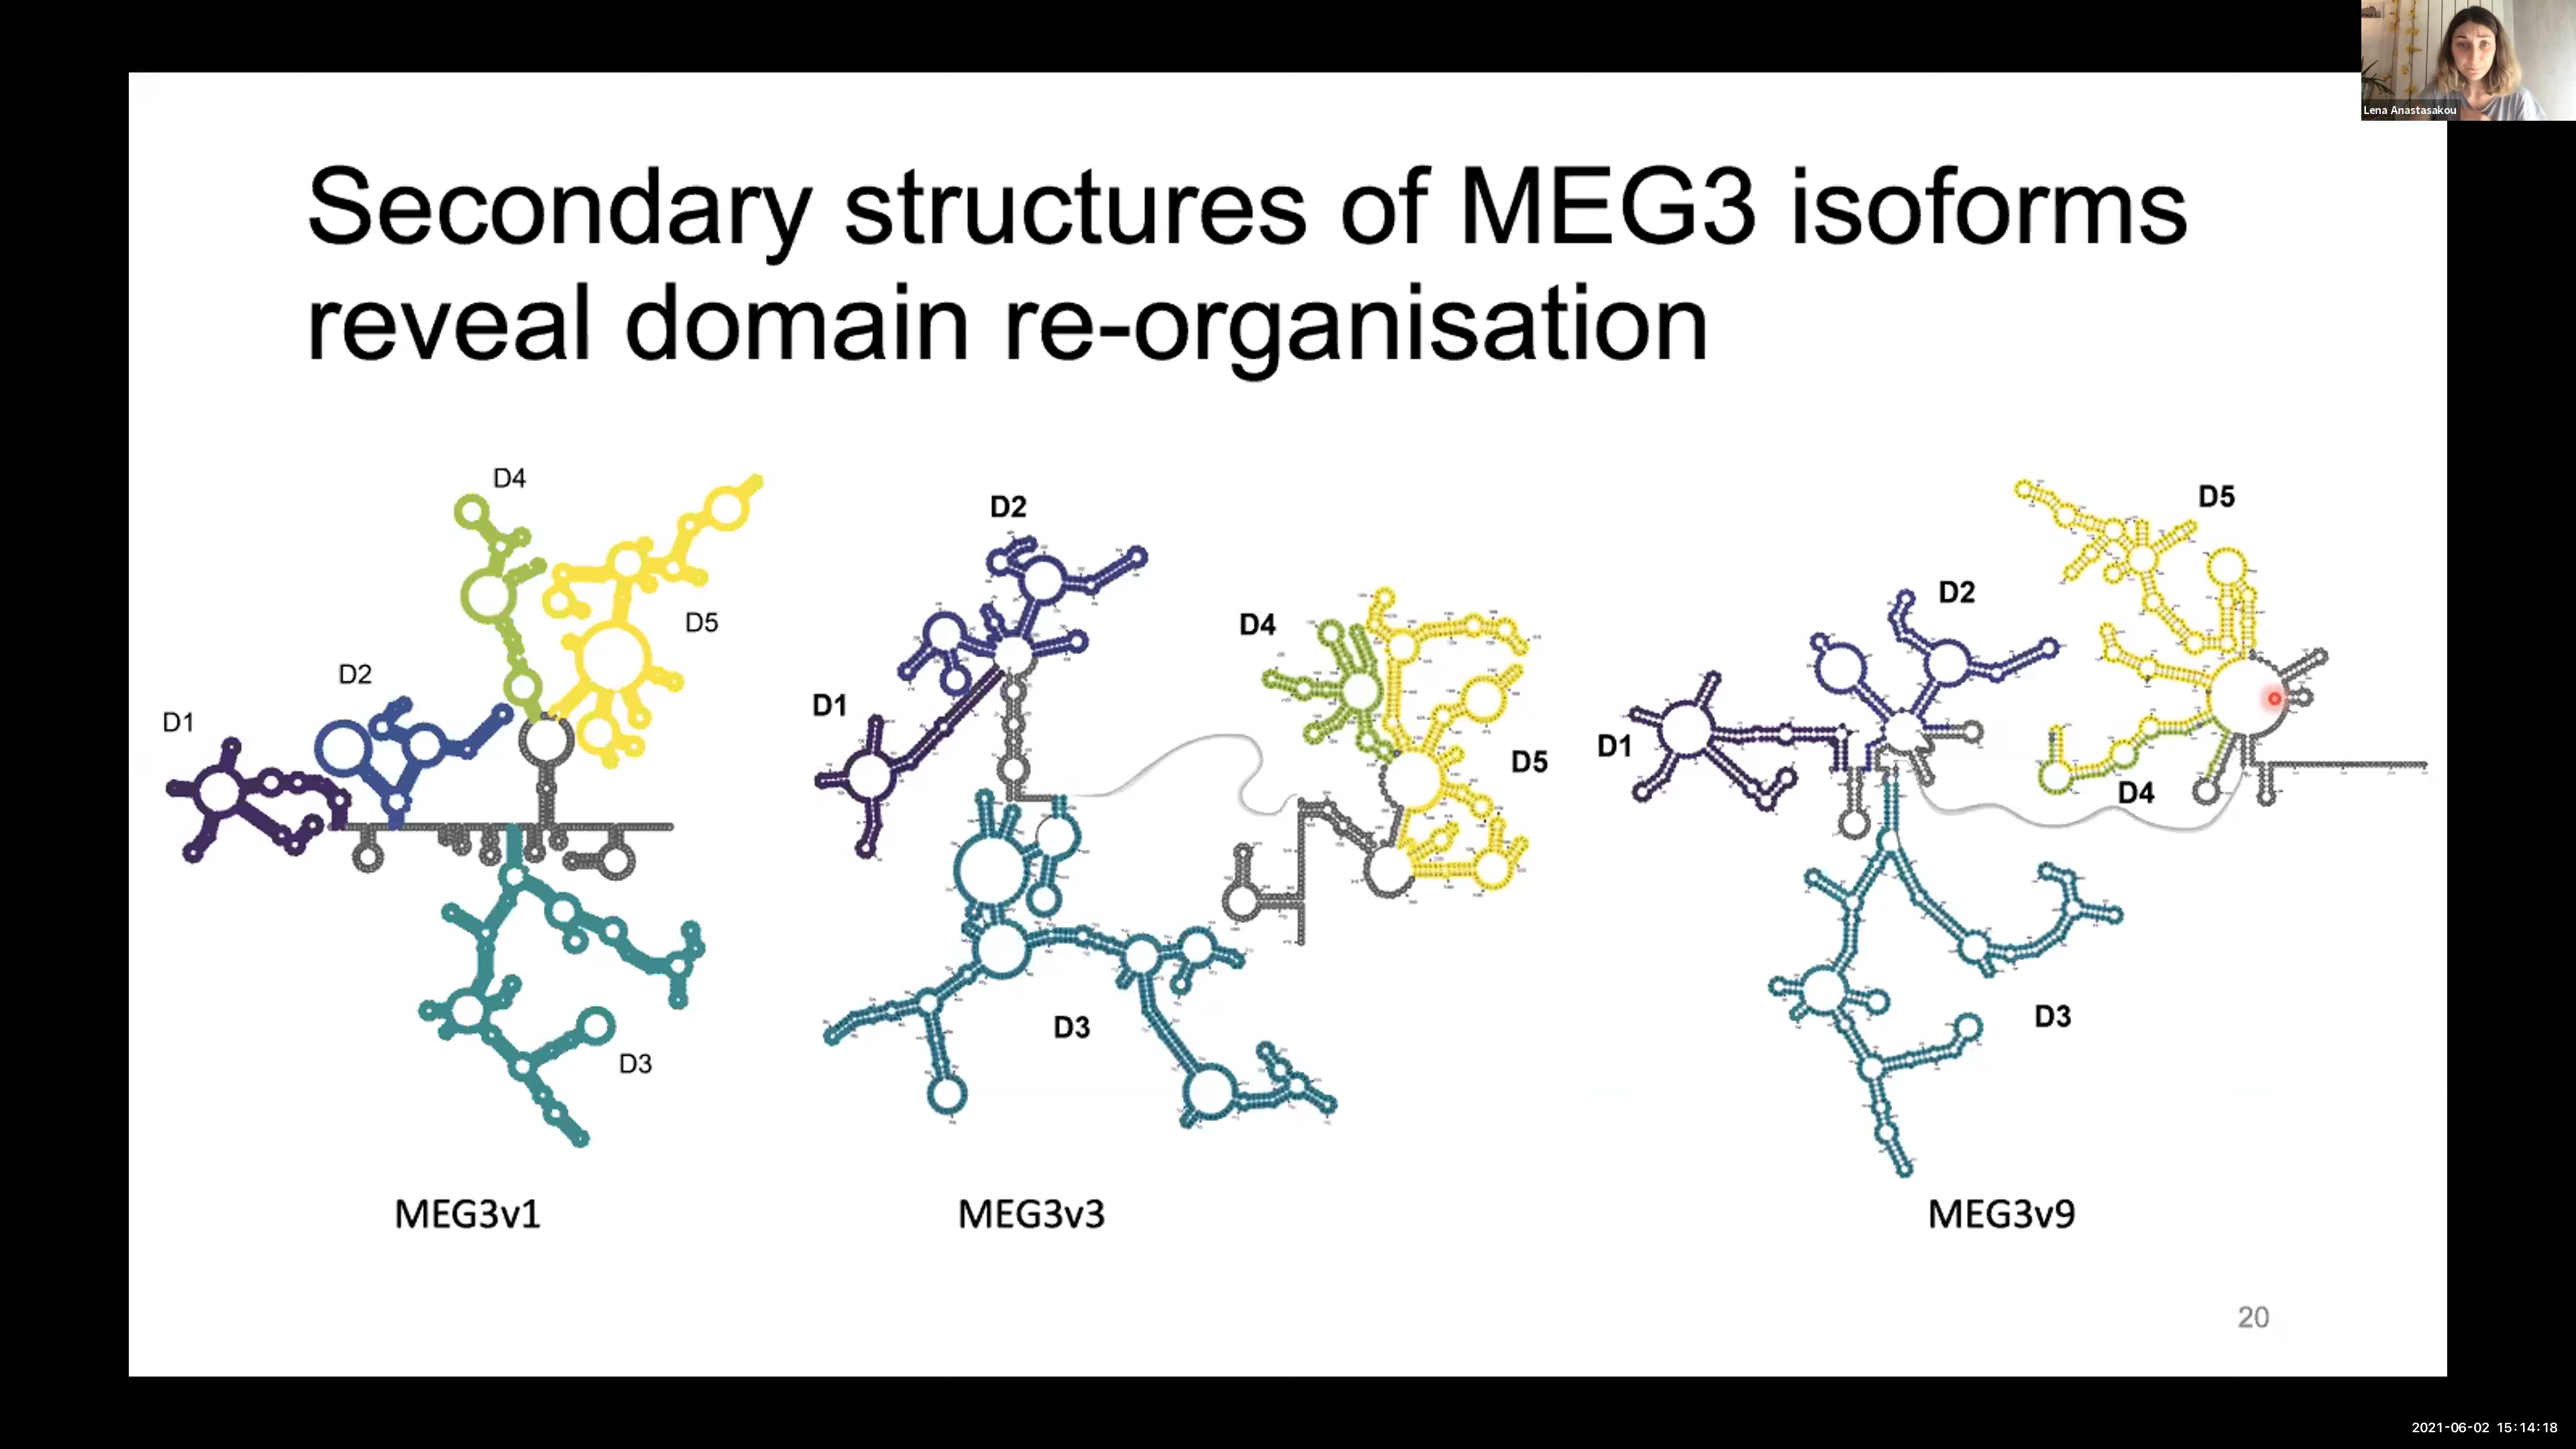 Lena Anastasakou
Secondary structures of MEG3 isoforms
reveal domain re-organisation
D1
D2
D4
D5
D3
MEG3v1
D1
D2
D4
D5
D3
MEG3v3
D1
D2
D5
D4
D3
MEG3v9
20
2021-06-02 15:14:18